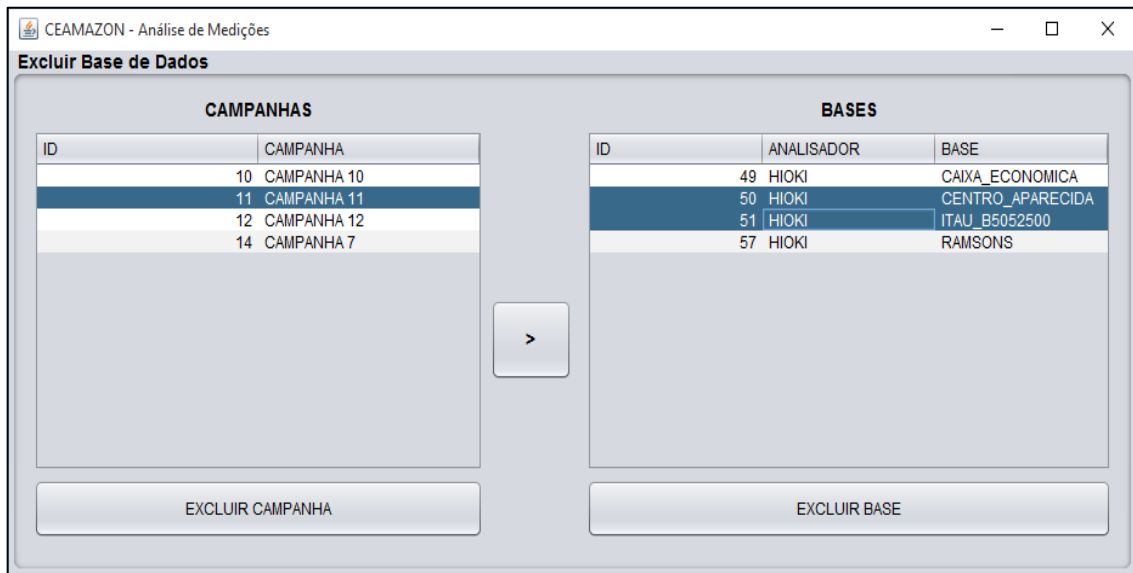 CEAMAZON - Análise de Medições
Excluir Base de Dados
CAMPANHAS
ID CAMPANHA
10 CAMPANHA 10
11 CAMPANHA 11
12 CAMPANHA 12
14 CAMPANHA 7
EXCLUIR CAMPANHA
>
BASES
ID ANALISADOR BASE
49 HIOKI CAIXA_ECONOMICA
50 HIOKI CENTRO_APARECIDA
51 HIOKI ITAU_B5052500
57 HIOKI RAMSONS
EXCLUIR BASE